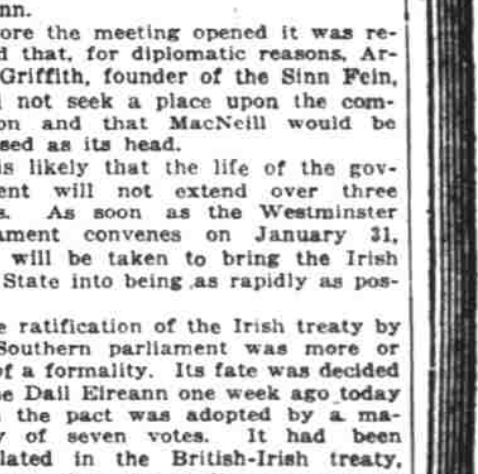 nn.
ore the meeting opened it was re-
d that, for diplomatic reasons, Ar-
Griffith, founder of the Sinn Fein,
not seek a place upon the com-
on and that MacNeill would be
sed as its head.
is likely that the life of the gov-
ent will not extend over three
s. As soon as the Westminster
ament convenes on January 31,
will be taken to bring the Irish
State into being as rapidly as pos-
e ratification of the Irish treaty by
Southern parliament was more or
of a formality. Its fate was decided
he Dail Eireann one week ago today
the pact was adopted by a ma-
y of seven votes. It had been
lated in the British-Irish treaty,